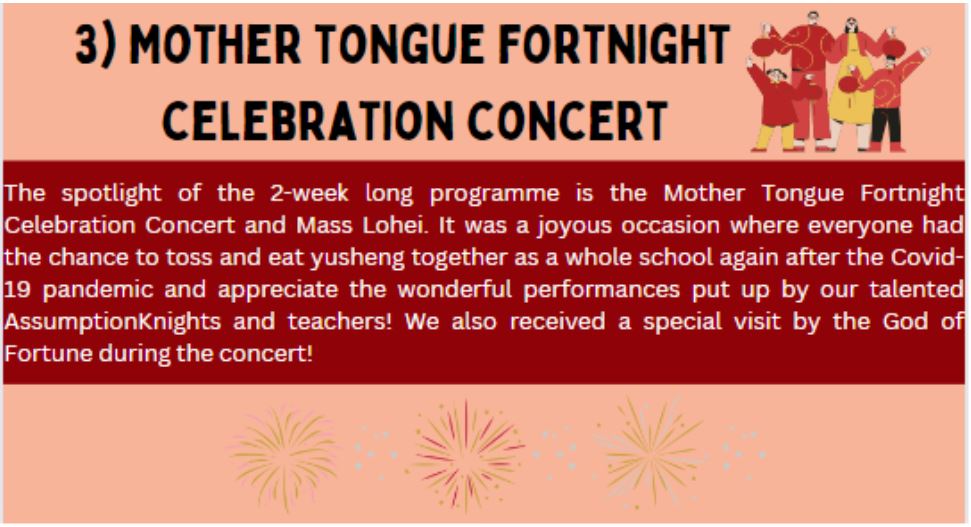 3) MOTHER TONGUE FORTNIGHT
CELEBRATION CONCERT
The spotlight of the 2-week long programme is the Mother Tongue Fortnight
Celebration Concert and Mass Lohei. It was a joyous occasion where everyone had
the chance to toss and eat yusheng together as a whole school again after the Covid-
19 pandemic and appreciate the wonderful performances put up by our talented
AssumptionKnights and teachers! We also received a special visit by the God of
Fortune during the concert!